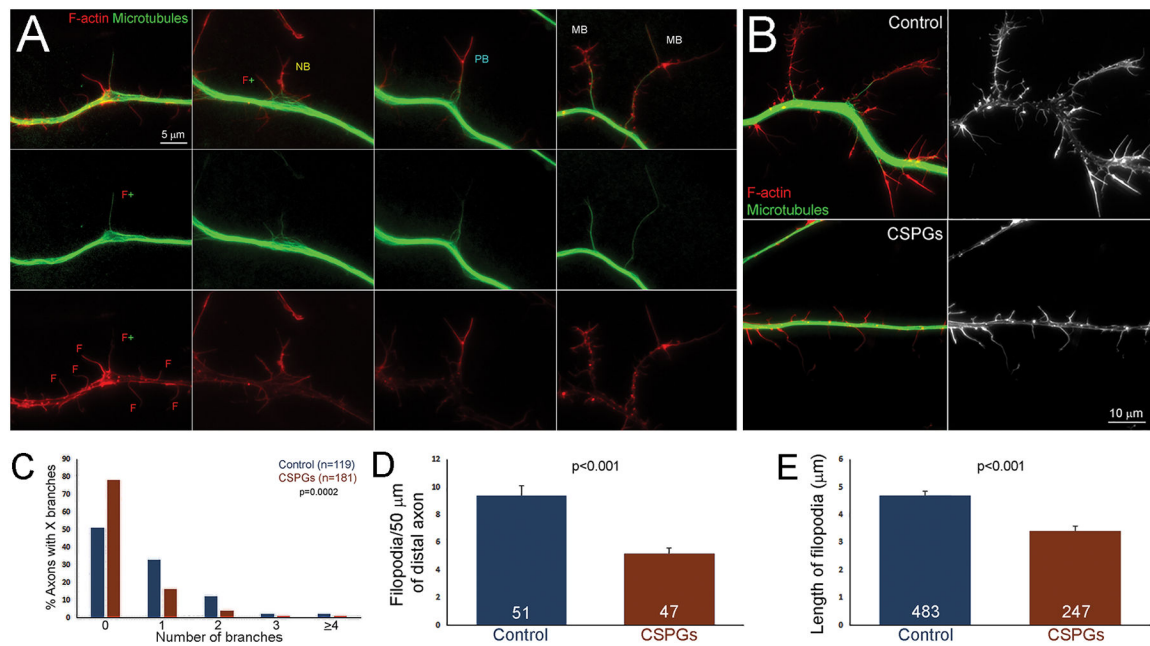 A
F-actin Microtubules
5 μm
F+
NB
PB
MB
MB
F+
F+
F
F
F
F
F
F
B
Control
F-actin
Microtubules
CSPGs
10 μm
C
Control (n=119)
CSPGs (n=181)
p=0.0002
% Axons with X branches
90
80
70
60
50
40
30
20
10
0
0 1 2 3 ≥4
Number of branches
D
p<0.001
Filopodia/50 μm
of distal axon
12
10
8
6
4
2
0
51
47
Control
CSPGs
E
p<0.001
Length of filopodia (μm)
6
5
4
3
2
1
0
483
247
Control
CSPGs